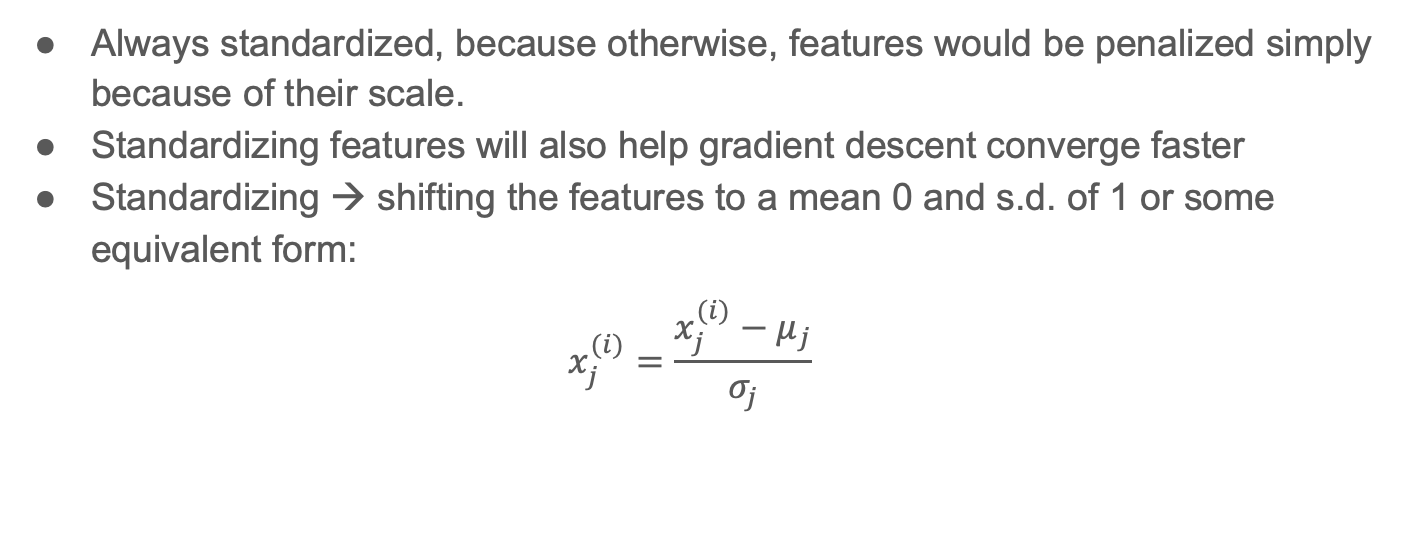 ● Always standardized, because otherwise, features would be penalized simply
because of their scale.
● Standardizing features will also help gradient descent converge faster
● Standardizing → shifting the features to a mean 0 and s.d. of 1 or some
equivalent form:
x_j^(i) = (x_j^(i) − μ_j) / σ_j